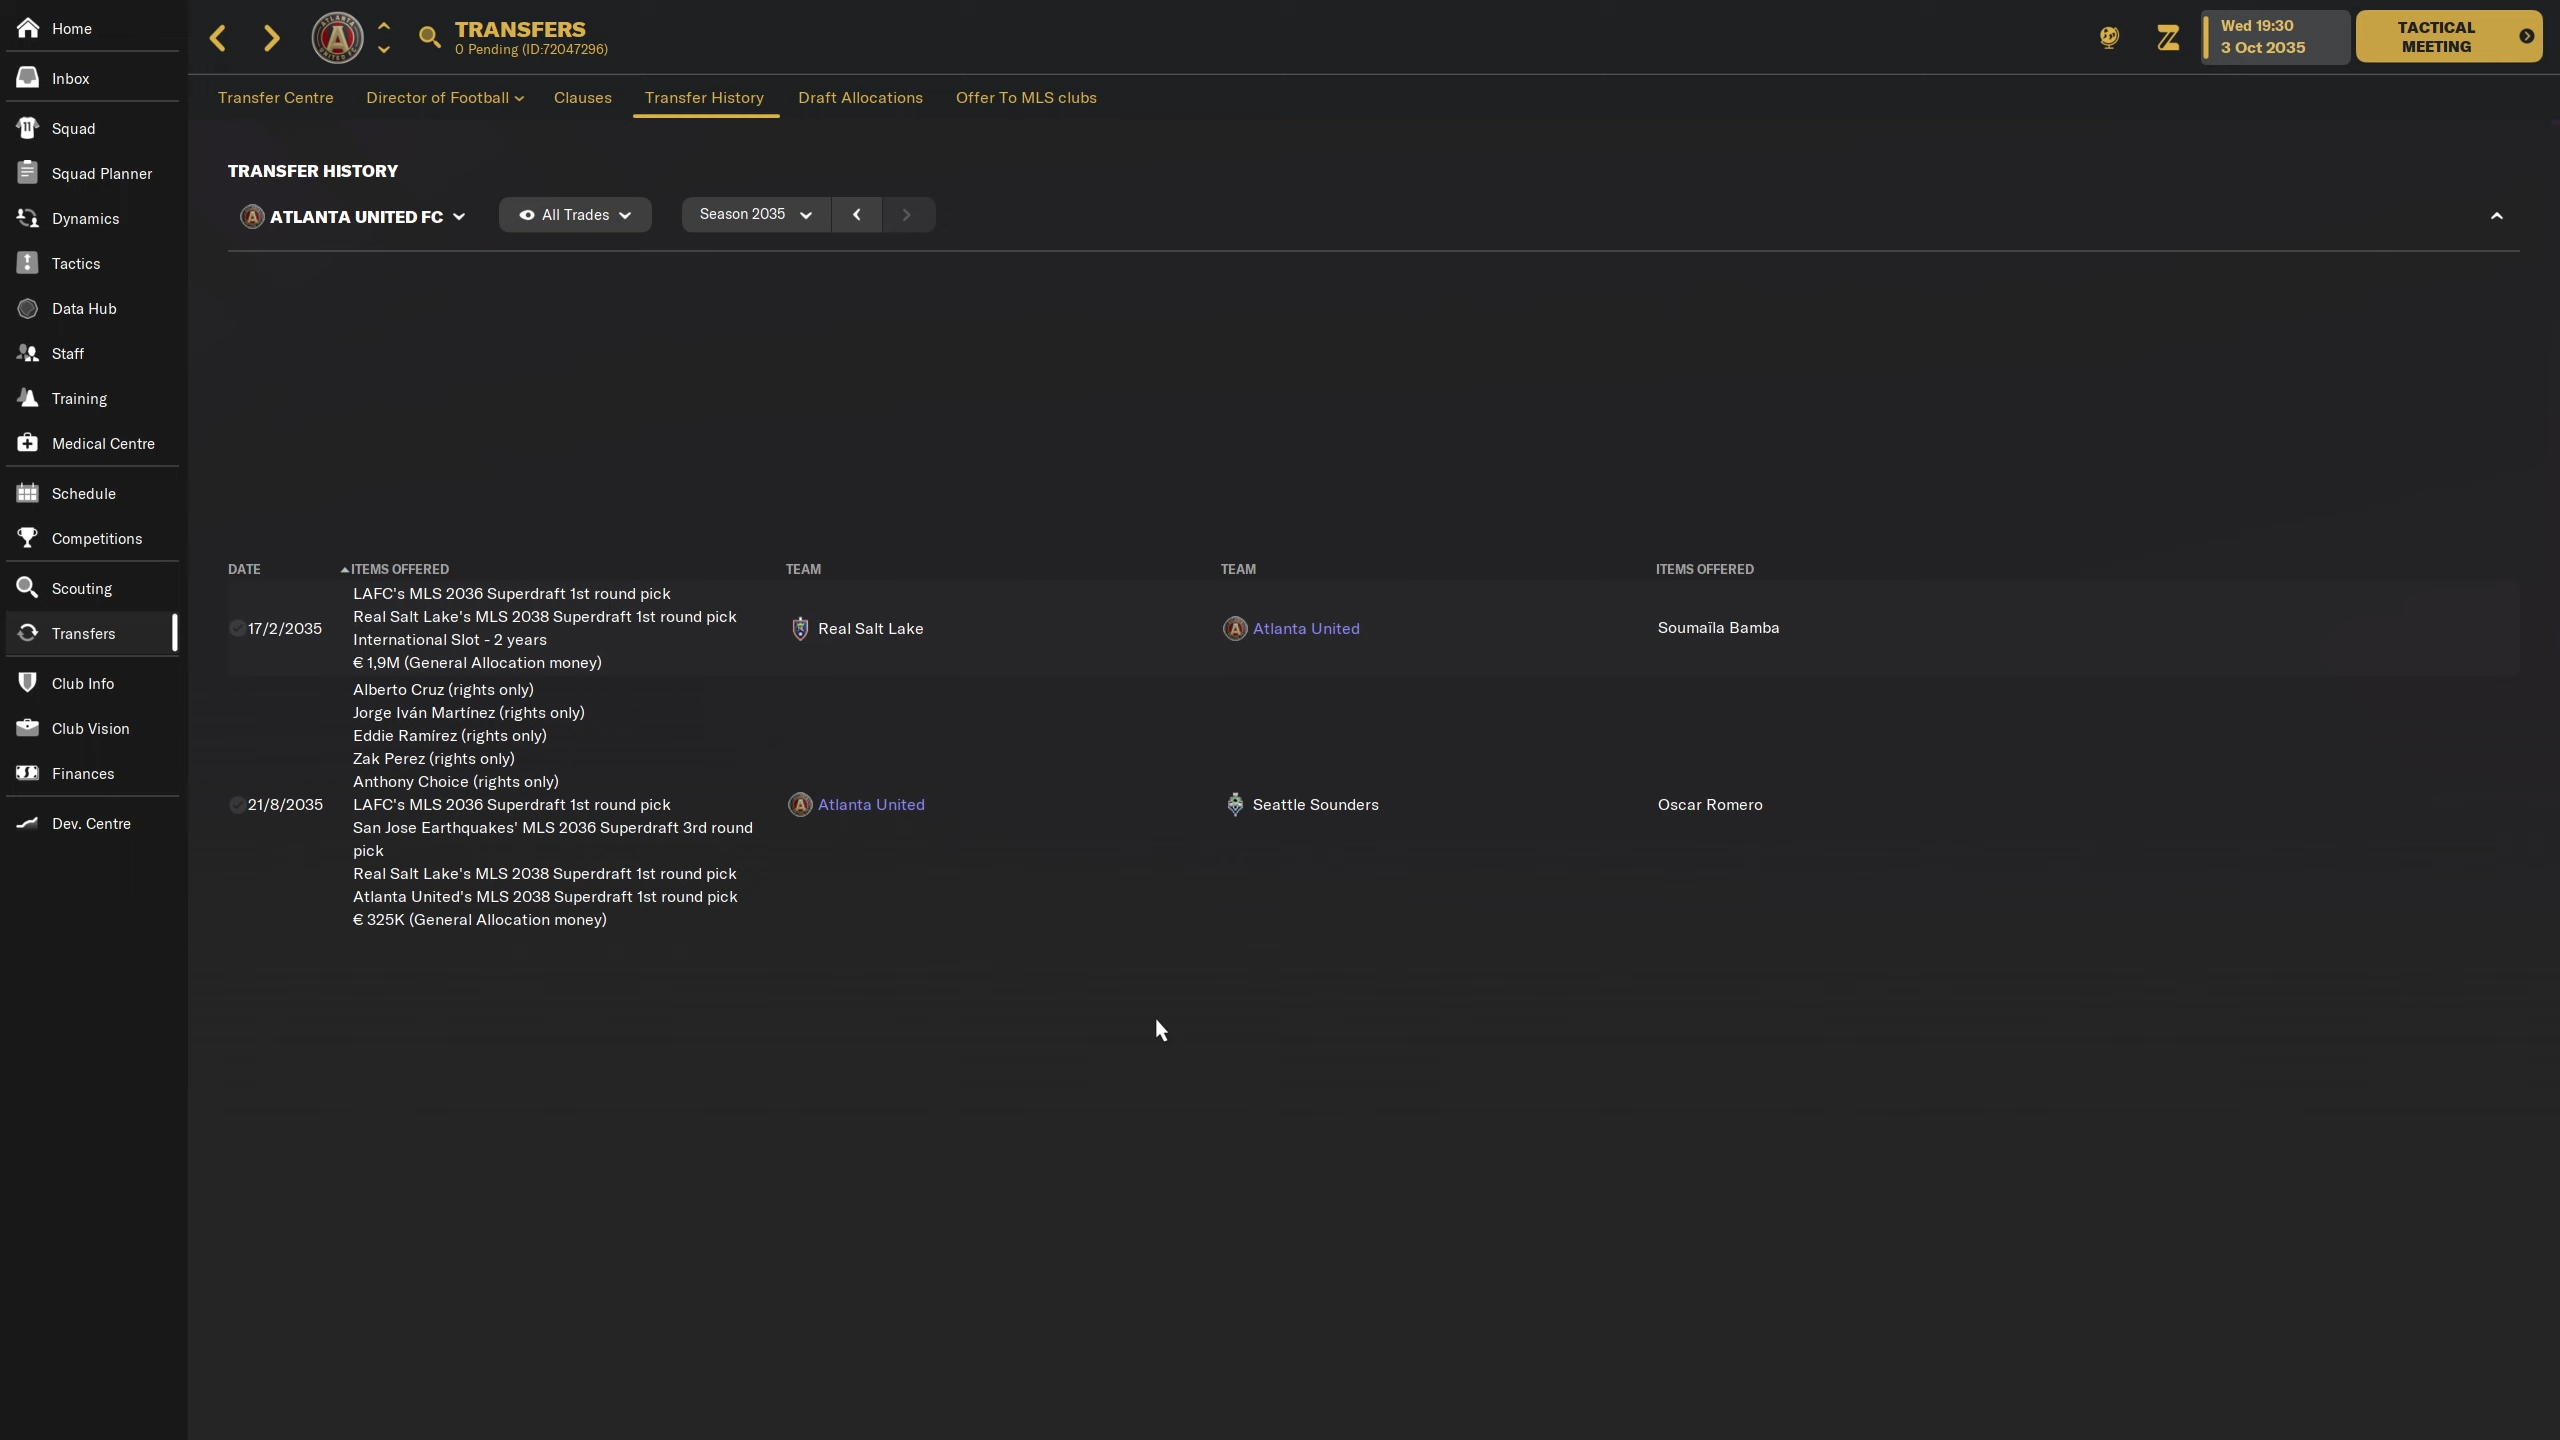 Home
Inbox
Squad
Squad Planner
Dynamics
Tactics
Data Hub
Staff
Training
Medical Centre
Schedule
Competitions
Scouting
Transfers
Club Info
Club Vision
Finances
Dev. Centre
TRANSFERS
0 Pending (ID:72047296)
Wed 19:30
3 Oct 2035
TACTICAL
MEETING
Transfer Centre Director of Football Clauses Transfer History Draft Allocations Offer To MLS clubs
TRANSFER HISTORY
ATLANTA UNITED FC All Trades Season 2035
DATE ITEMS OFFERED TEAM TEAM ITEMS OFFERED
17/2/2035
LAFC's MLS 2036 Superdraft 1st round pick
Real Salt Lake's MLS 2038 Superdraft 1st round pick
International Slot - 2 years
€ 1,9M (General Allocation money)
Real Salt Lake
Atlanta United
Soumaïla Bamba
21/8/2035
Alberto Cruz (rights only)
Jorge Iván Martínez (rights only)
Eddie Ramírez (rights only)
Zak Perez (rights only)
Anthony Choice (rights only)
LAFC's MLS 2036 Superdraft 1st round pick
San Jose Earthquakes' MLS 2036 Superdraft 3rd round
pick
Real Salt Lake's MLS 2038 Superdraft 1st round pick
Atlanta United's MLS 2038 Superdraft 1st round pick
€ 325K (General Allocation money)
Atlanta United
Seattle Sounders
Oscar Romero